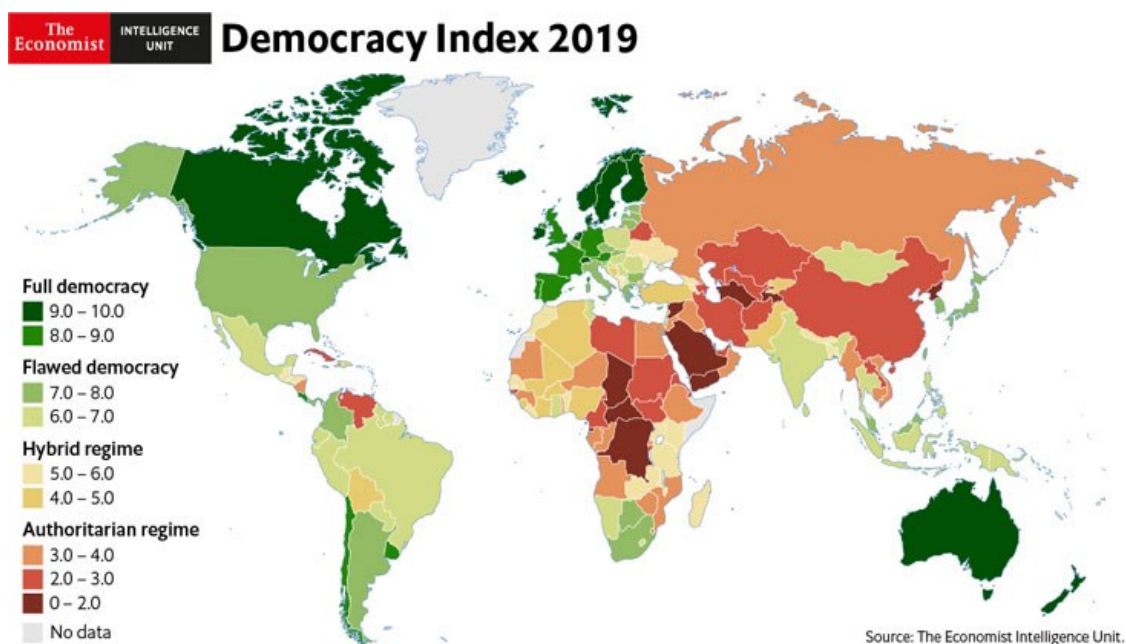 The Economist
INTELLIGENCE UNIT
Democracy Index 2019
Full democracy
9.0 – 10.0
8.0 – 9.0
Flawed democracy
7.0 – 8.0
6.0 – 7.0
Hybrid regime
5.0 – 6.0
4.0 – 5.0
Authoritarian regime
3.0 – 4.0
2.0 – 3.0
0 – 2.0
No data
Source: The Economist Intelligence Unit.